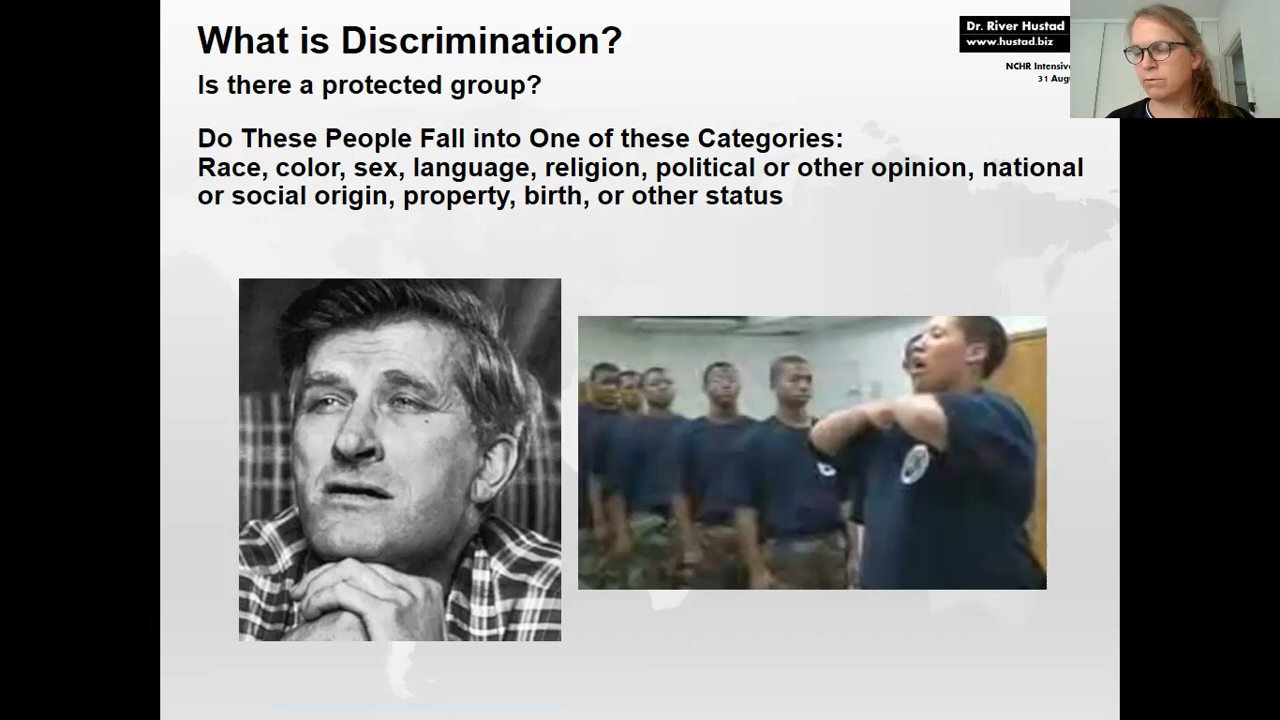 What is Discrimination?
Is there a protected group?
Do These People Fall into One of these Categories:
Race, color, sex, language, religion, political or other opinion, national
or social origin, property, birth, or other status
Dr. River Hustad
www.hustad.biz
NCHR Intensive
31